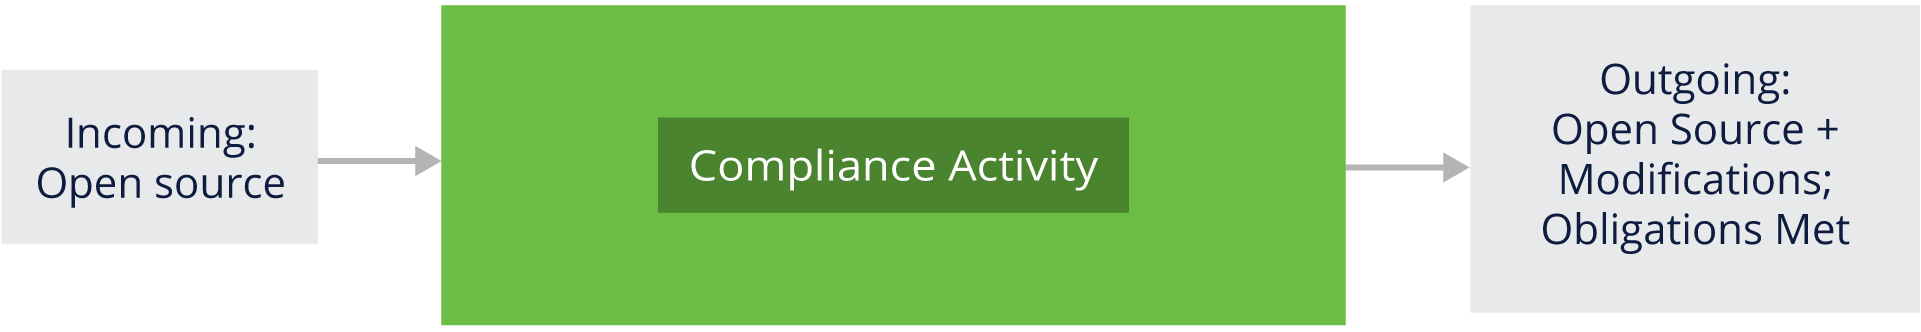 Incoming:
Open source
Compliance Activity
Outgoing:
Open Source +
Modifications;
Obligations Met